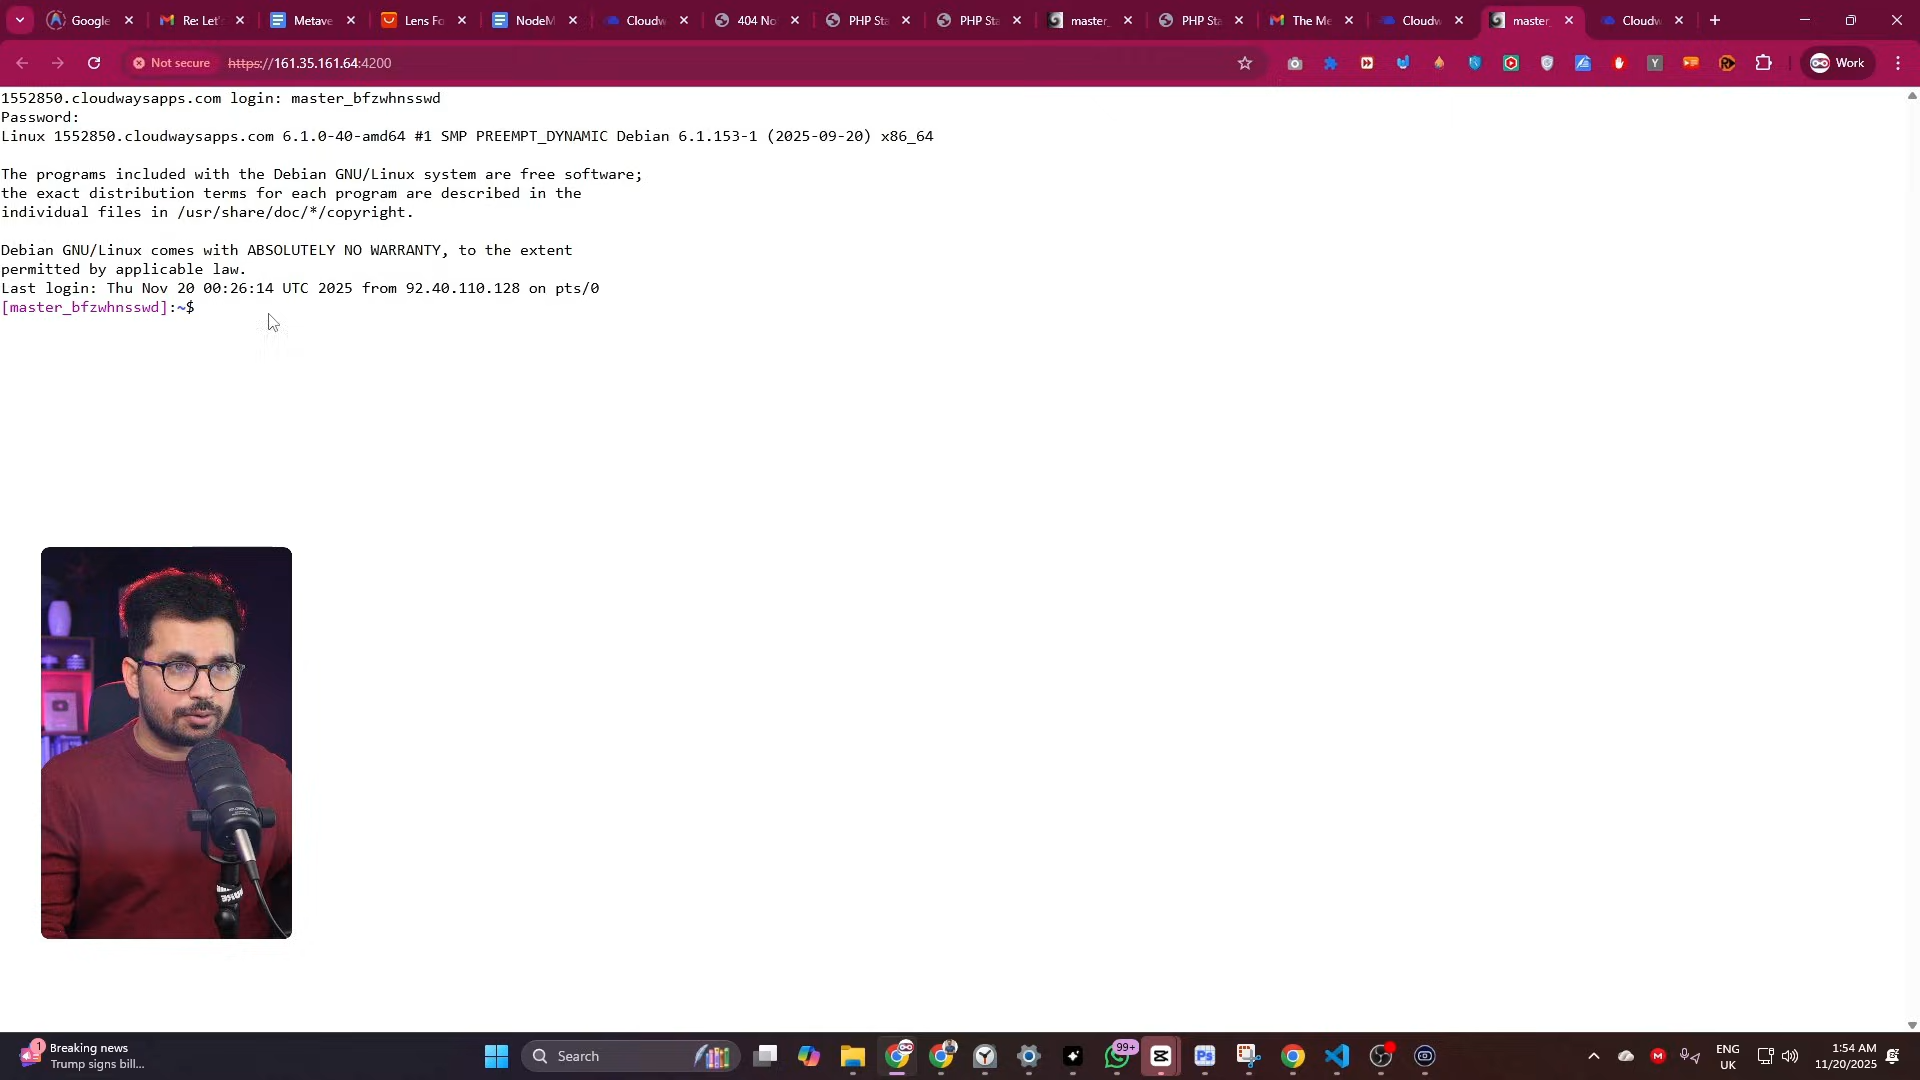 Google
Re: Let'
Metave
Lens Fo
NodeM
Cloudw
404 No
PHP Sta
PHP Sta
master_
PHP Sta
The Me
Cloudw
master_
Cloudw
Not secure
https://161.35.161.64:4200
Work
1552850.cloudwaysapps.com login: master_bfzwhnsswd
Password:
Linux 1552850.cloudwaysapps.com 6.1.0-40-amd64 #1 SMP PREEMPT_DYNAMIC Debian 6.1.153-1 (2025-09-20) x86_64
The programs included with the Debian GNU/Linux system are free software;
the exact distribution terms for each program are described in the
individual files in /usr/share/doc/*/copyright.
Debian GNU/Linux comes with ABSOLUTELY NO WARRANTY, to the extent
permitted by applicable law.
Last login: Thu Nov 20 00:26:14 UTC 2025 from 92.40.110.128 on pts/0
[master_bfzwhnsswd]:~$
1
Breaking news
Trump signs bill...
Search
99+
ENG
UK
1:54 AM
11/20/2025